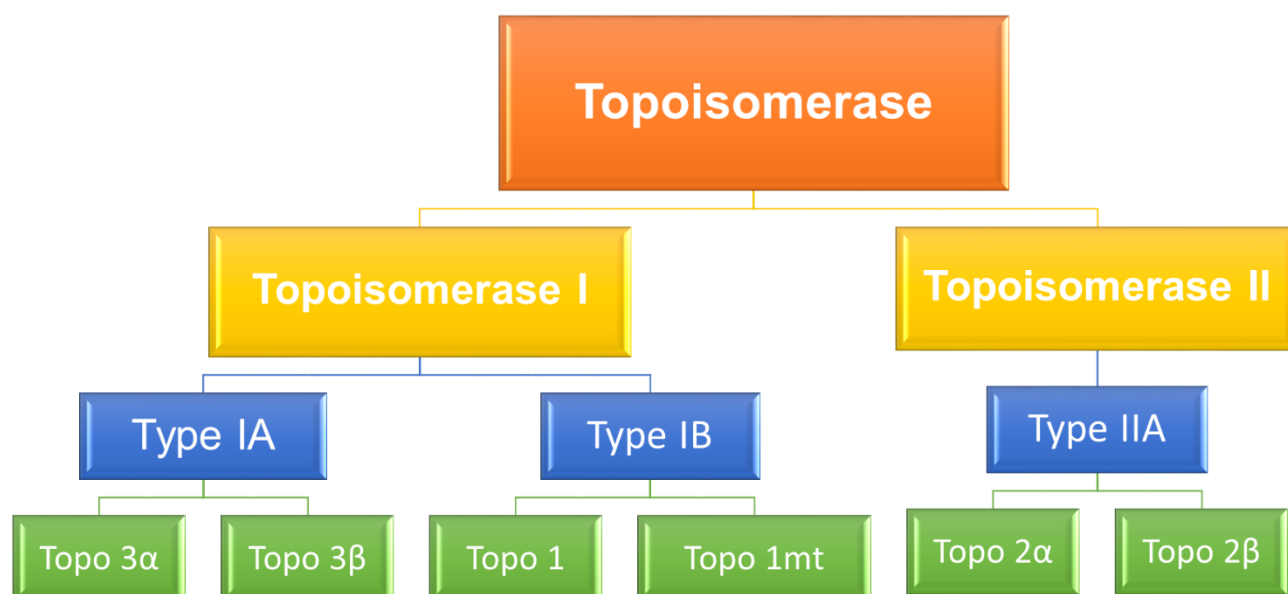 Topoisomerase
Topoisomerase I
Topoisomerase II
Type IA
Type IB
Type IIA
Topo 3α
Topo 3β
Topo 1
Topo 1mt
Topo 2α
Topo 2β